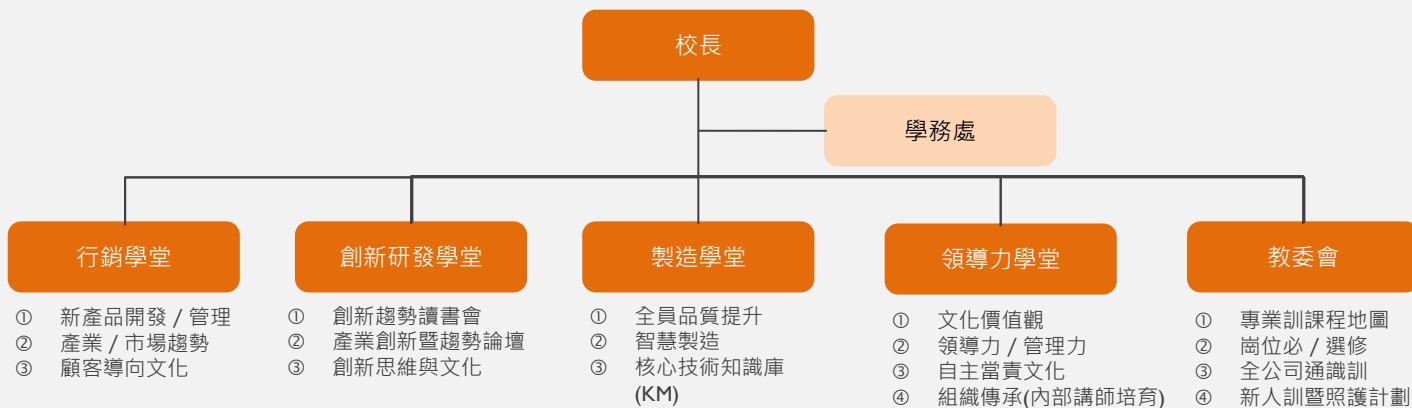 校長
學務處
行銷學堂
① 新產品開發 / 管理
② 產業 / 市場趨勢
③ 顧客導向文化
創新研發學堂
① 創新趨勢讀書會
② 產業創新暨趨勢論壇
③ 創新思維與文化
製造學堂
① 全員品質提升
② 智慧製造
③ 核心技術知識庫
(KM)
領導力學堂
① 文化價值觀
② 領導力 / 管理力
③ 自主當責文化
④ 組織傳承(內部講師培育)
教委會
① 專業訓課程地圖
② 崗位必 / 選修
③ 全公司通識訓
④ 新人訓暨照護計劃